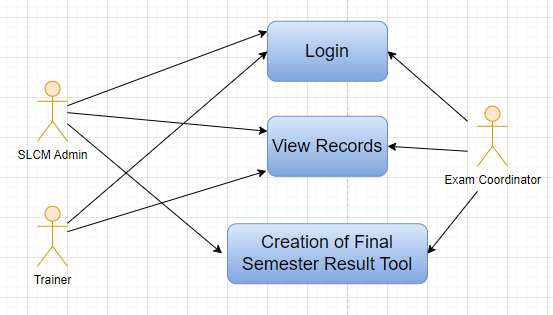 Login
SLCM Admin
View Records
Exam Coordinator
Creation of Final
Semester Result Tool
Trainer